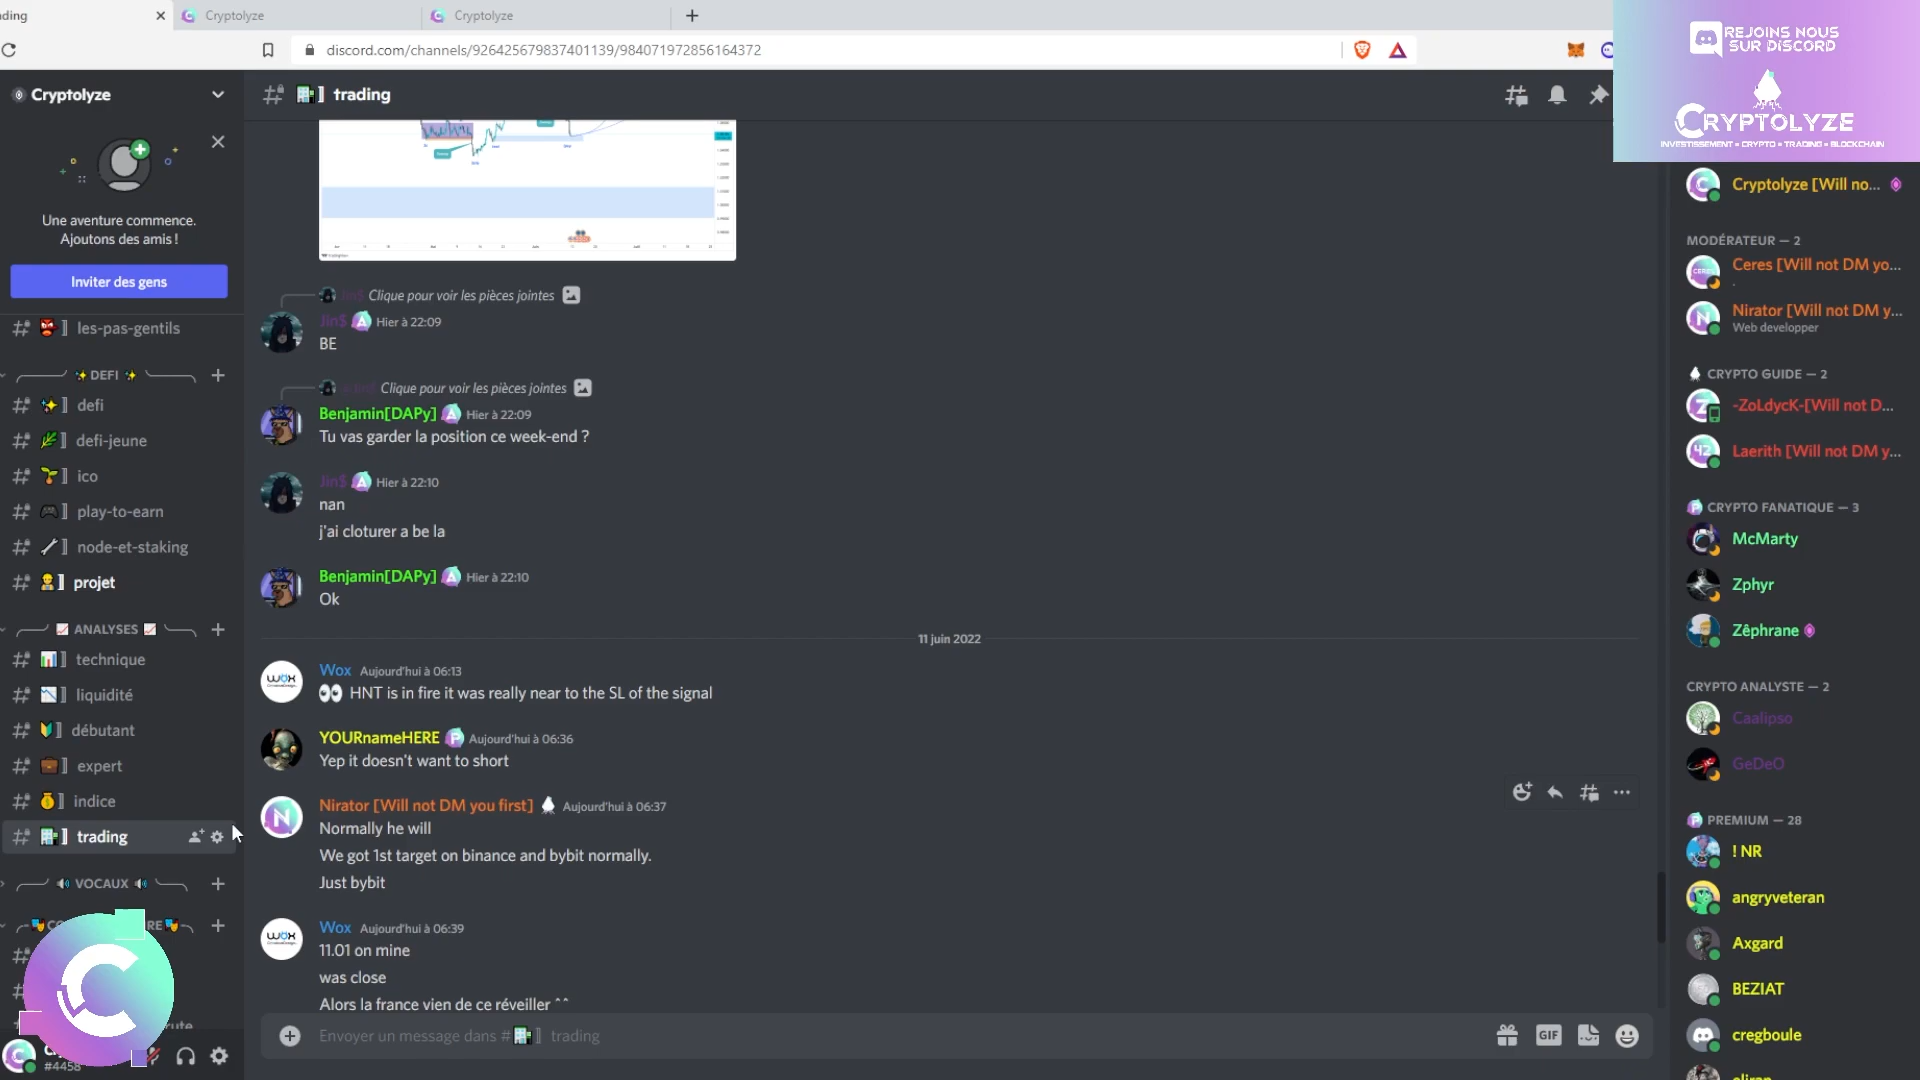 ding
Cryptolyze
Cryptolyze
discord.com/channels/926425679837401139/984071972856164372
REJOINS NOUS
SUR DISCORD
CRYPTOLYZE
INVESTISSEMENT • CRYPTO • TRADING • BLOCKCHAIN
Cryptolyze
Une aventure commence.
Ajoutons des amis !
Inviter des gens
les-pas-gentils
DEFI
defi
defi-jeune
ico
play-to-earn
node-et-staking
projet
ANALYSES
technique
liquidité
débutant
expert
indice
trading
VOCAUX
#4458
trading
Jin$ Clique pour voir les pièces jointes
Jin$ Hier à 22:09
BE
Clique pour voir les pièces jointes
Benjamin[DAPy] Hier à 22:09
Tu vas garder la position ce week-end ?
Jin$ Hier à 22:10
nan
j'ai cloturer a be la
Benjamin[DAPy] Hier à 22:10
Ok
11 juin 2022
Wox Aujourd'hui à 06:13
HNT is in fire it was really near to the SL of the signal
YOURnameHERE Aujourd'hui à 06:36
Yep it doesn't want to short
Nirator [Will not DM you first] Aujourd'hui à 06:37
Normally he will
We got 1st target on binance and bybit normally.
Just bybit
Wox Aujourd'hui à 06:39
11.01 on mine
was close
Alors la france vien de ce réveiller ^^
Envoyer un message dans # trading
GIF
Cryptolyze [Will no...
MODÉRATEUR — 2
Ceres [Will not DM yo...
.
Nirator [Will not DM y...
Web developper
CRYPTO GUIDE — 2
-ZoLdycK-[Will not D...
Laerith [Will not DM y...
CRYPTO FANATIQUE — 3
McMarty
Zphyr
Zêphrane
CRYPTO ANALYSTE — 2
Caalipso
GeDeO
PREMIUM — 28
! NR
angryveteran
Axgard
BEZIAT
cregboule